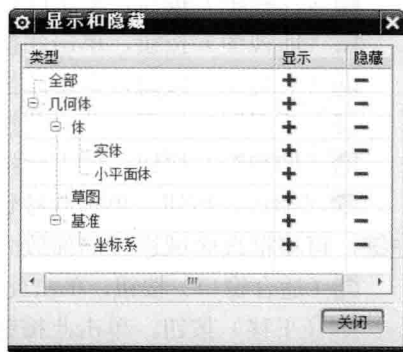 显示和隐藏
类型 显示 隐藏
全部 + −
几何体 + −
体 + −
实体 + −
小平面体 + −
草图 + −
基准 + −
坐标系 + −
关闭